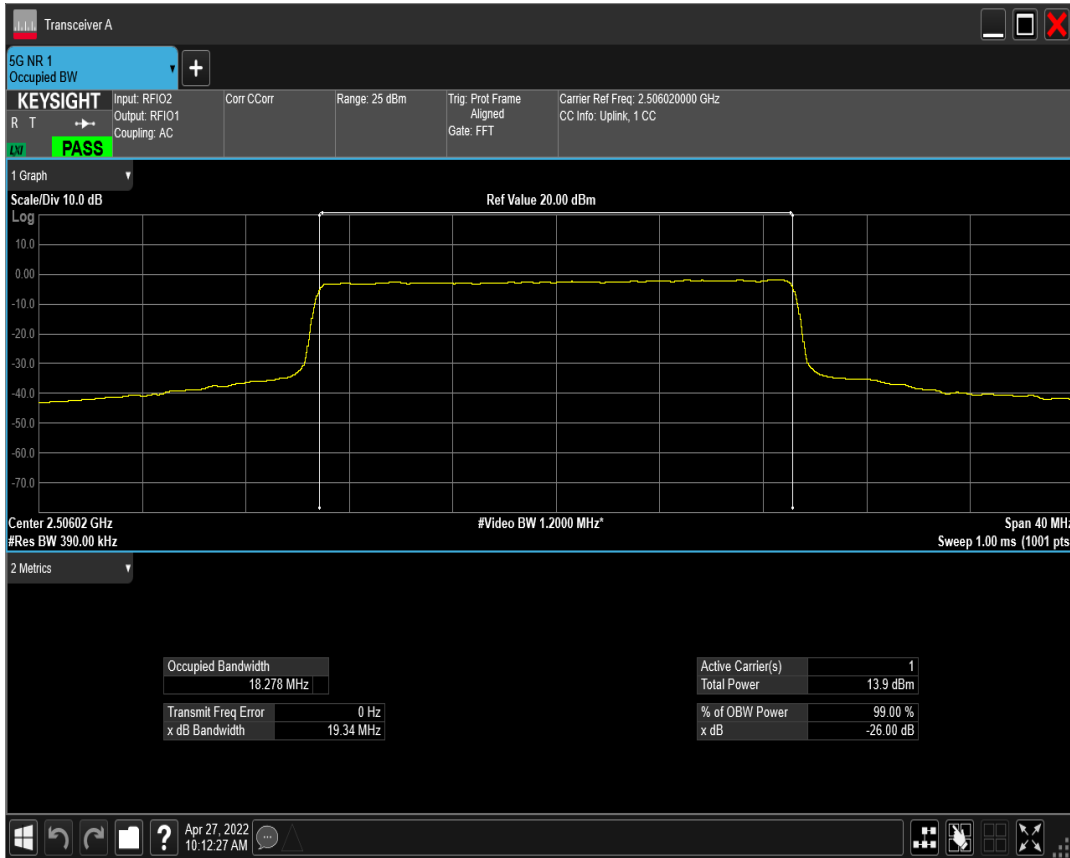 Transceiver A
5G NR 1
Occupied BW
KEYSIGHT
R T
LXI
PASS
Input: RFIO2
Output: RFIO1
Coupling: AC
Corr CCorr
Range: 25 dBm
Trig: Prot Frame
Aligned
Gate: FFT
Carrier Ref Freq: 2.506020000 GHz
CC Info: Uplink, 1 CC
1 Graph
Scale/Div 10.0 dB
Ref Value 20.00 dBm
Log
10.0
0.00
-10.0
-20.0
-30.0
-40.0
-50.0
-60.0
-70.0
Center 2.50602 GHz
#Video BW 1.2000 MHz*
Span 40 MHz
#Res BW 390.00 kHz
Sweep 1.00 ms (1001 pts
2 Metrics
Occupied Bandwidth
18.278 MHz
Transmit Freq Error 0 Hz
x dB Bandwidth 19.34 MHz
Active Carrier(s) 1
Total Power 13.9 dBm
% of OBW Power 99.00 %
x dB -26.00 dB
Apr 27, 2022
10:12:27 AM